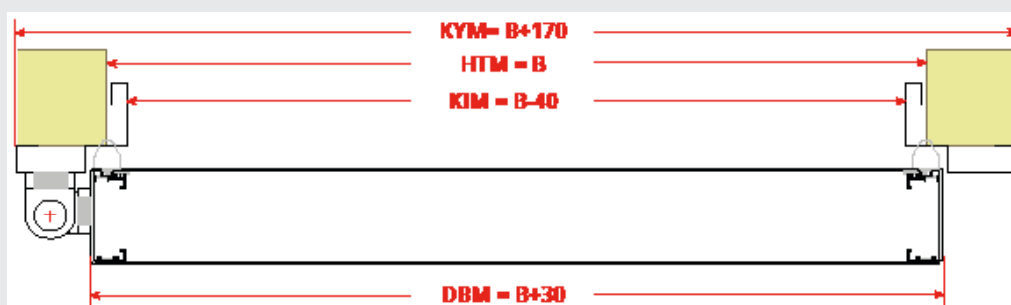 KYM= B+170
HTM = B
KIM = B-40
DBM = B+30